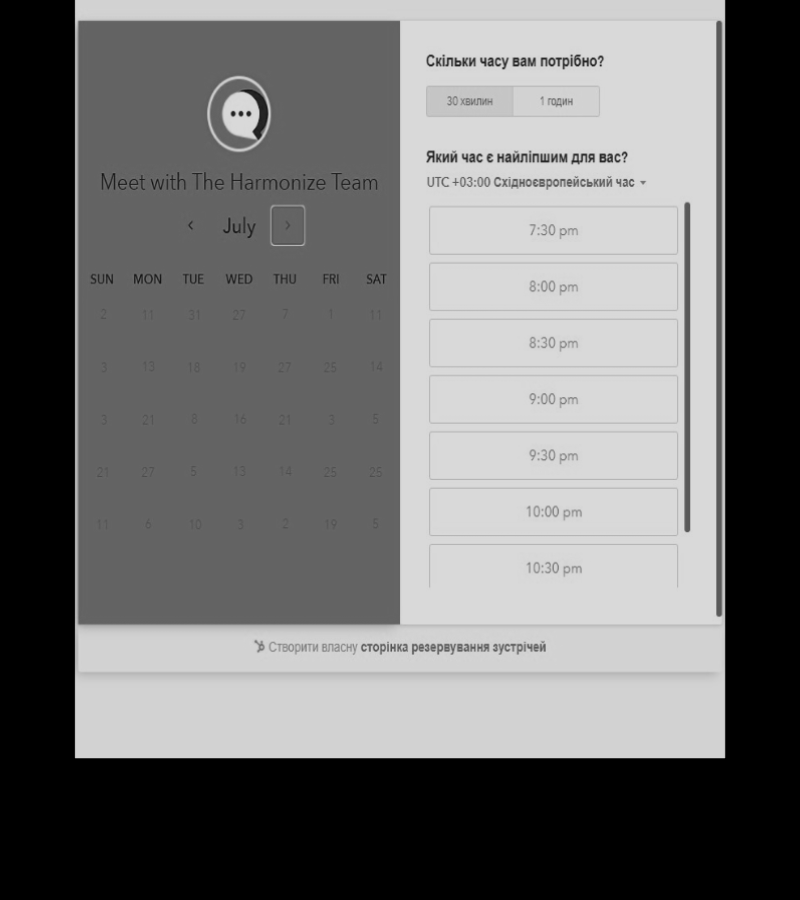 Meet with The Harmonize Team
July
SUN MON TUE WED THU FRI SAT
2 11 31 27 7 1 11
3 13 18 19 27 25 14
3 21 8 16 21 3 5
21 27 5 13 14 25 25
11 6 10 3 2 19 5
Скільки часу вам потрібно?
30 хвилин 1 годин
Який час є найліпшим для вас?
UTC +03:00 Східноєвропейський час
7:30 pm
8:00 pm
8:30 pm
9:00 pm
9:30 pm
10:00 pm
10:30 pm
Створити власну сторінка резервування зустрічей